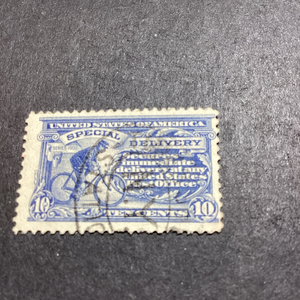 UNITED STATES OF AMERICA
SPECIAL DELIVERY
Secures
immediate
delivery at any
United States
Post Office
10 TEN CENTS 10